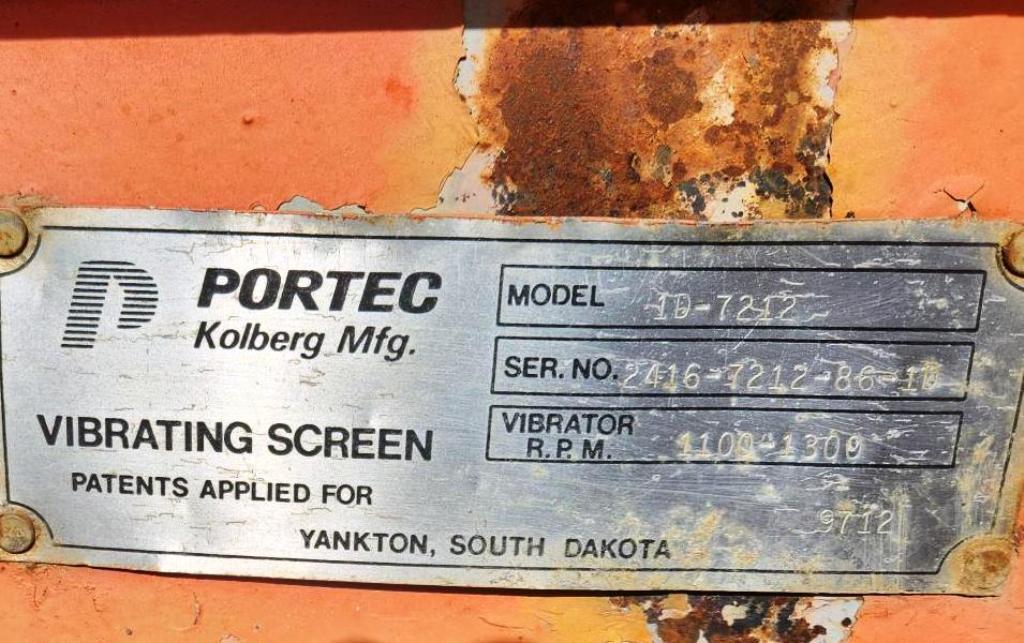 PORTEC
Kolberg Mfg.
VIBRATING SCREEN
PATENTS APPLIED FOR
YANKTON, SOUTH DAKOTA
MODEL 1D-7212
SER. NO. 2416-7212-86-1D
VIBRATOR
R.P.M. 1100-1300
9712